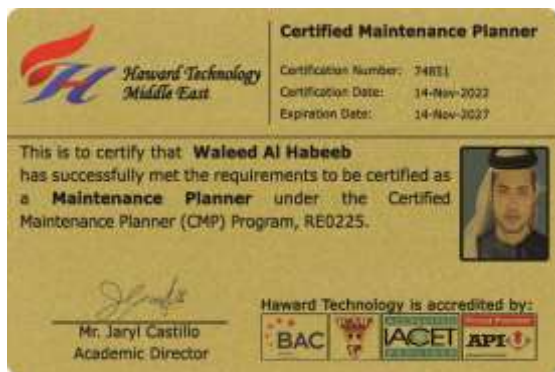 Haward Technology
Middle East
Certified Maintenance Planner
Certification Number: 74851
Certification Date: 14-Nov-2022
Expiration Date: 14-Nov-2027
This is to certify that Waleed Al Habeeb
has successfully met the requirements to be certified as
a Maintenance Planner under the Certified
Maintenance Planner (CMP) Program, RE0225.
Mr. Jaryl Castillo
Academic Director
Haward Technology is accredited by:
BAC
IACET
API